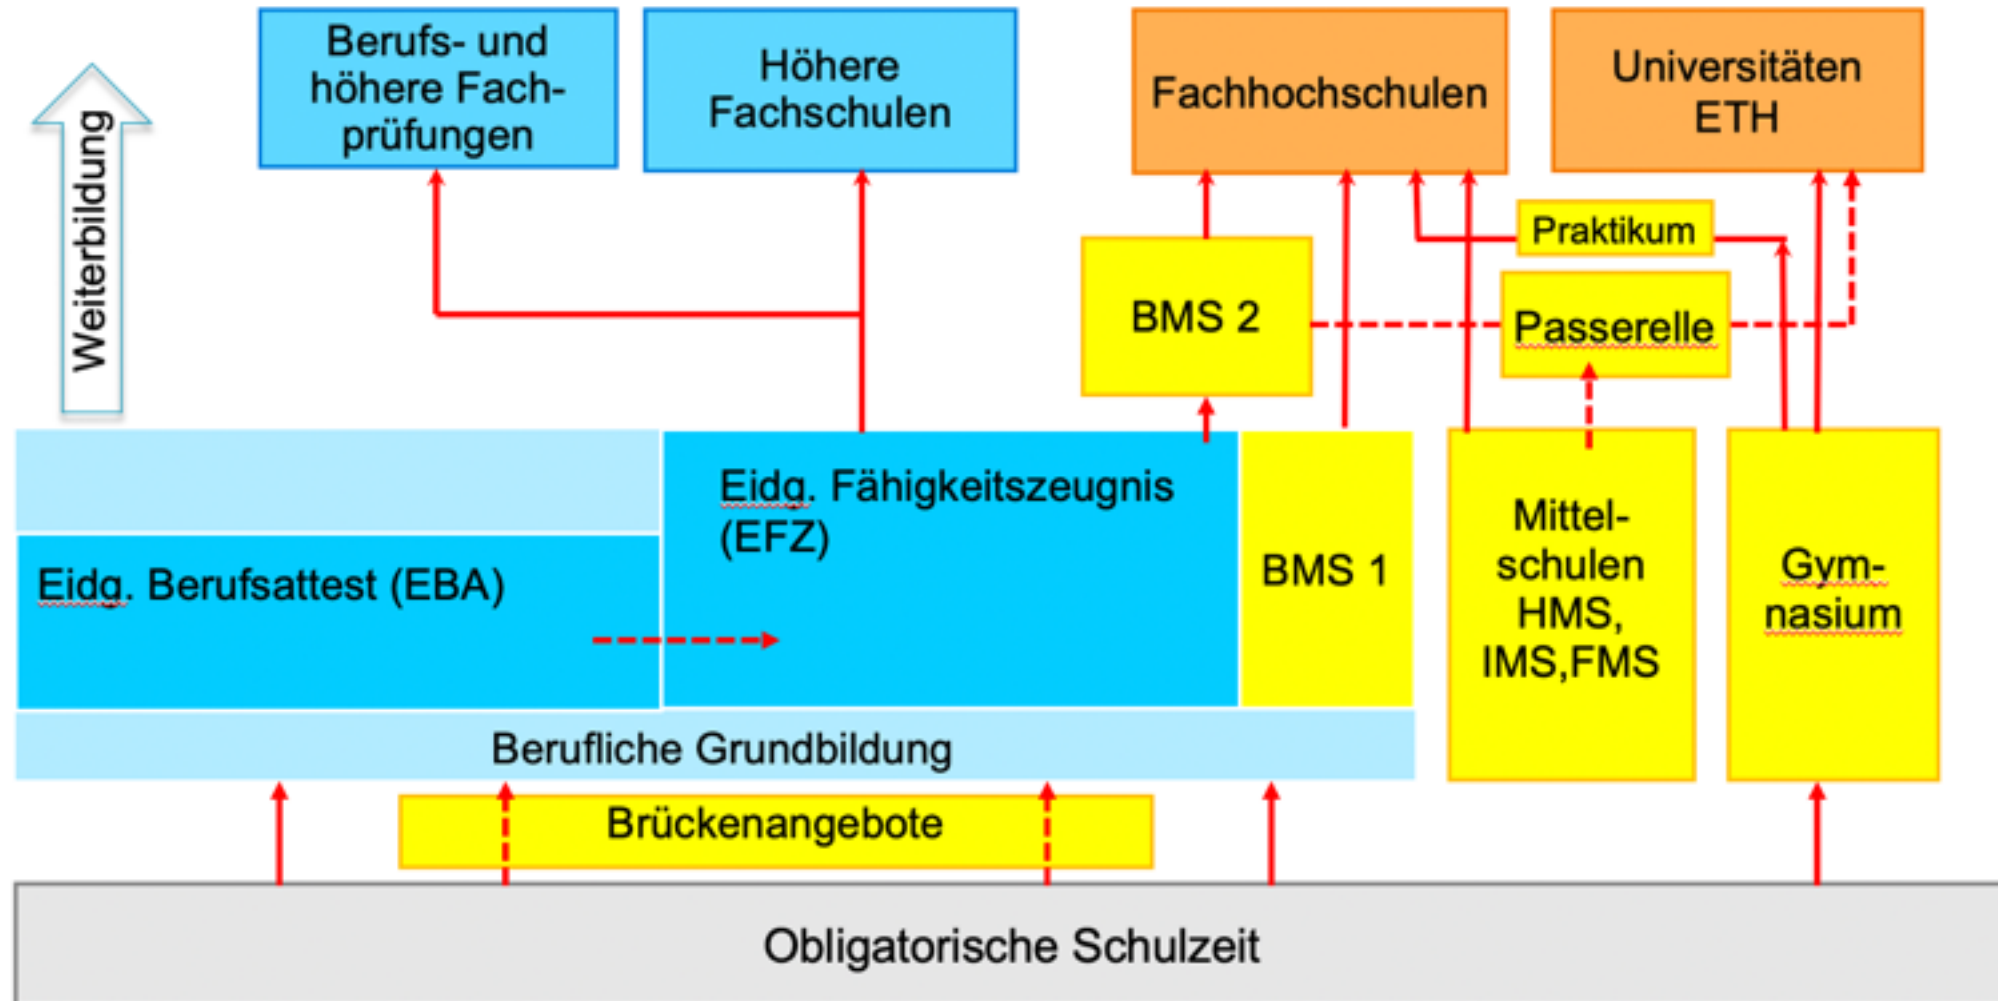 Berufs- und
höhere Fach-
prüfungen
Höhere
Fachschulen
Fachhochschulen
Universitäten
ETH
Weiterbildung
Praktikum
BMS 2
Passerelle
Eidg. Fähigkeitszeugnis
(EFZ)
Eidg. Berufsattest (EBA)
BMS 1
Mittel-
schulen
HMS,
IMS,FMS
Gym-
nasium
Berufliche Grundbildung
Brückenangebote
Obligatorische Schulzeit